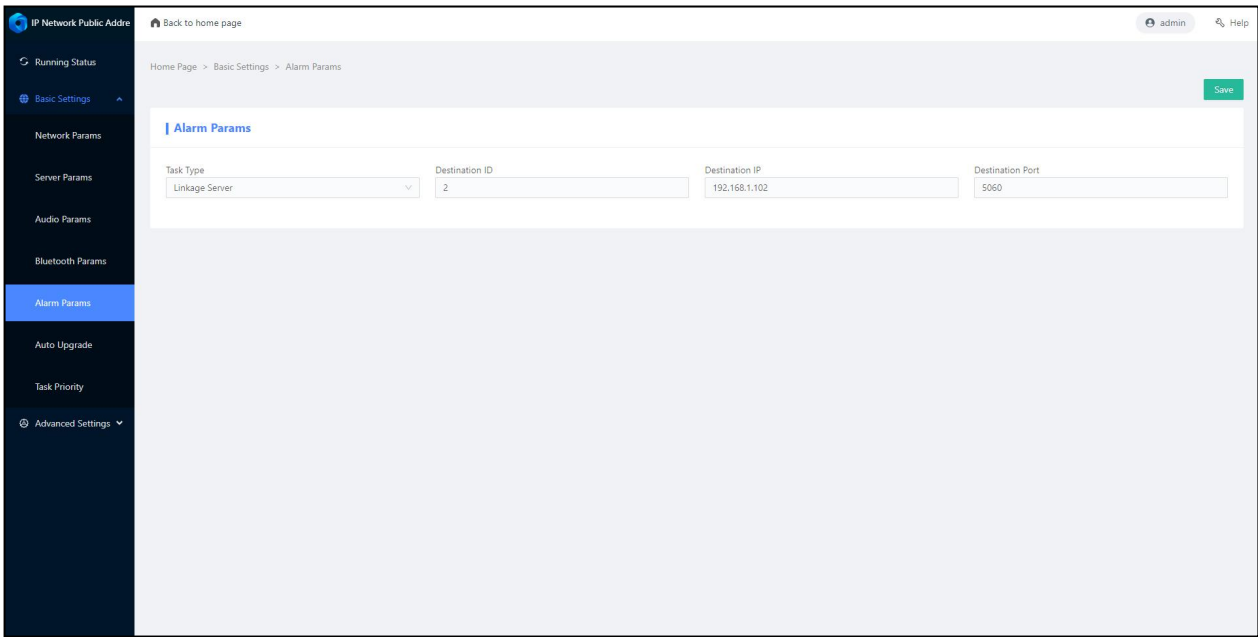 IP Network Public Addre
Back to home page
admin
Help
Running Status
Basic Settings
Network Params
Server Params
Audio Params
Bluetooth Params
Alarm Params
Auto Upgrade
Task Priority
Advanced Settings
Home Page > Basic Settings > Alarm Params
Save
Alarm Params
Task Type
Linkage Server
Destination ID
2
Destination IP
192.168.1.102
Destination Port
5060